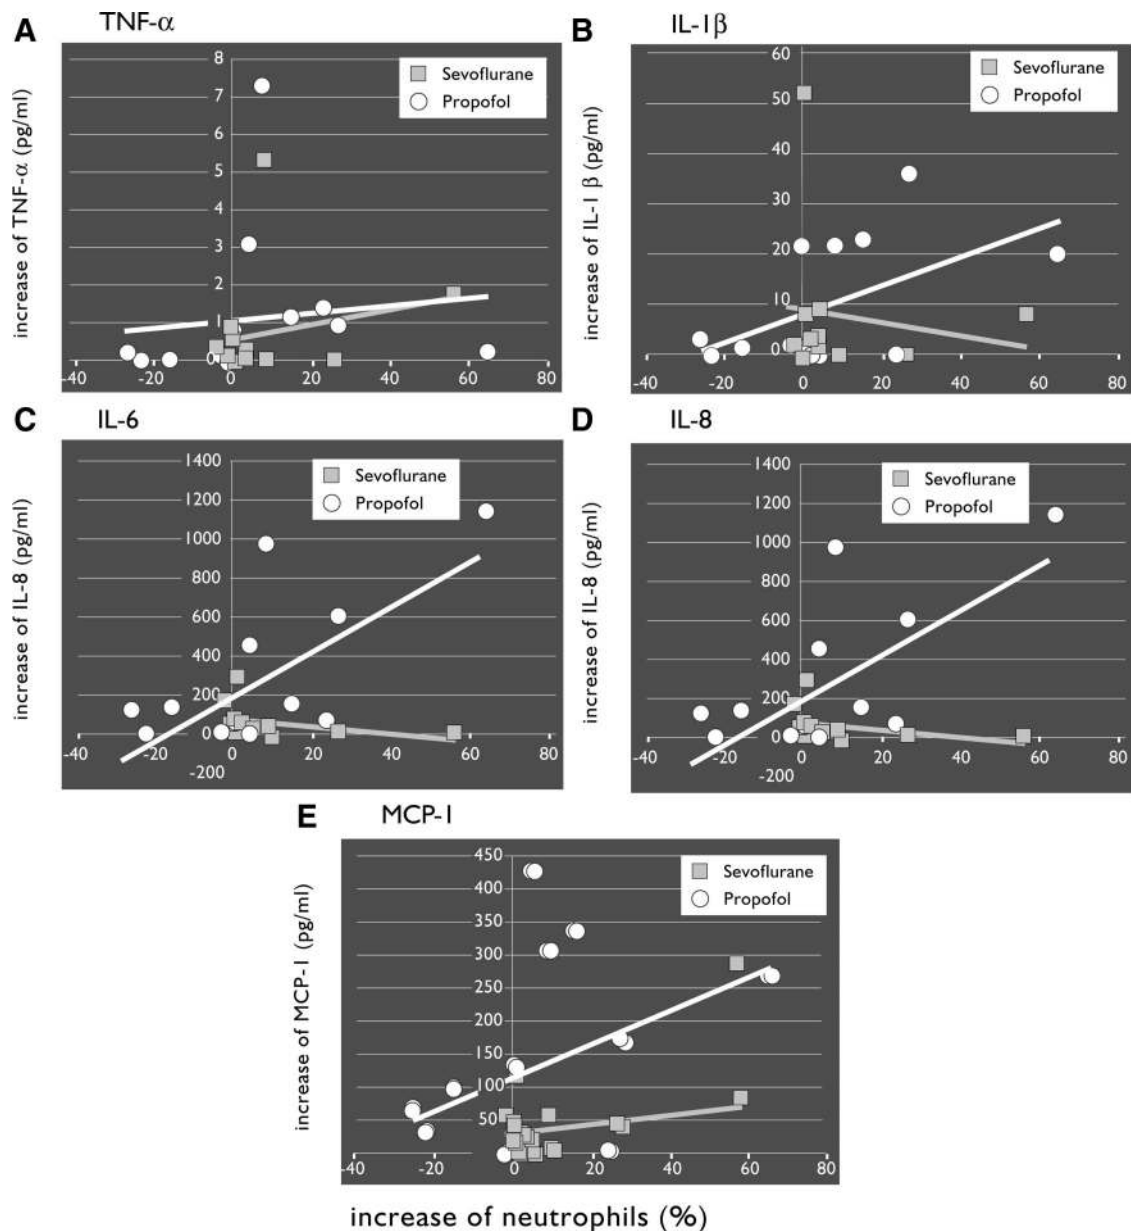 A TNF-α
increase of TNF-α (pg/ml)
8
7
6
5
4
3
2
1
0
-40 -20 0 20 40 60 80
Sevoflurane
Propofol
B IL-1β
increase of IL-1 β (pg/ml)
60
50
40
30
20
10
0
-40 -20 0 20 40 60 80
Sevoflurane
Propofol
C IL-6
increase of IL-8 (pg/ml)
1400
1200
1000
800
600
400
200
0
-200
-40 -20 0 20 40 60 80
Sevoflurane
Propofol
D IL-8
increase of IL-8 (pg/ml)
1400
1200
1000
800
600
400
200
0
-200
-40 -20 0 20 40 60 80
Sevoflurane
Propofol
E MCP-1
increase of MCP-1 (pg/ml)
450
400
350
300
250
200
150
100
50
-40 -20 0 20 40 60 80
Sevoflurane
Propofol
increase of neutrophils (%)